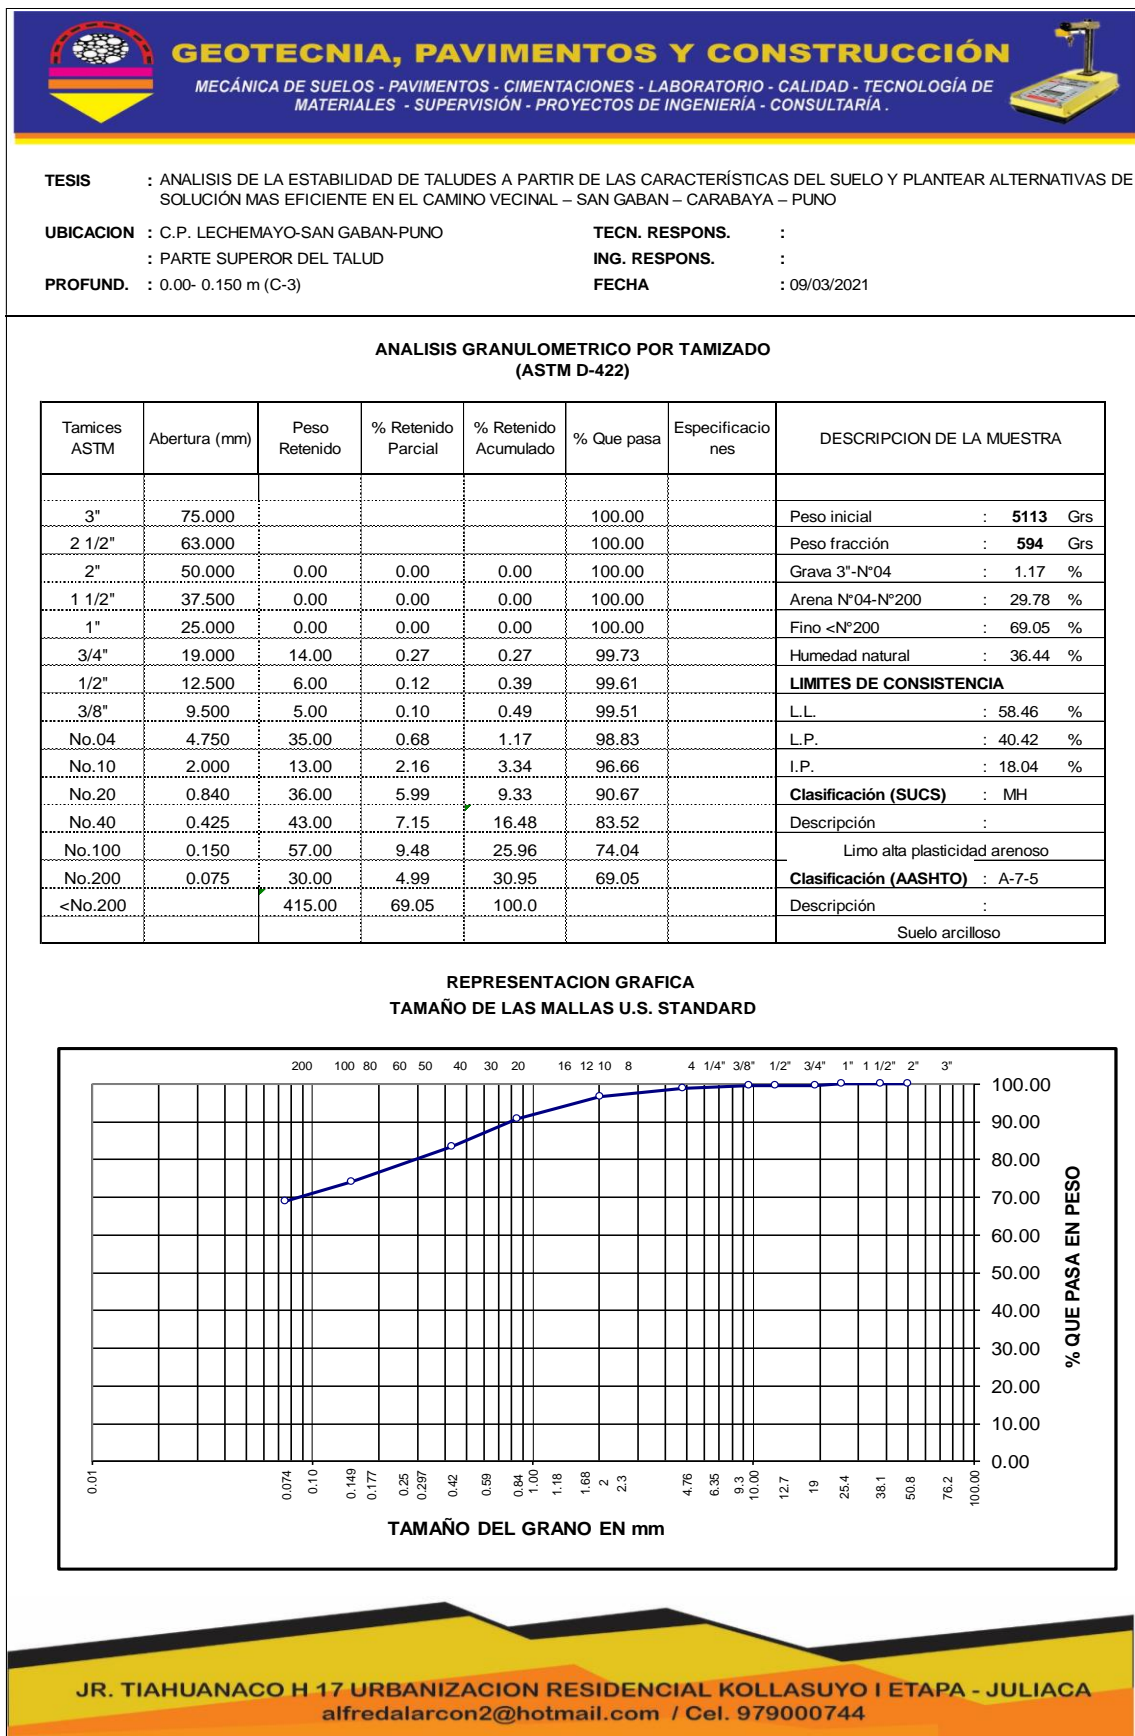 GEOTECNIA, PAVIMENTOS Y CONSTRUCCIÓN
MECÁNICA DE SUELOS - PAVIMENTOS - CIMENTACIONES - LABORATORIO - CALIDAD - TECNOLOGÍA DE
MATERIALES - SUPERVISIÓN - PROYECTOS DE INGENIERÍA - CONSULTARÍA .
TESIS : ANALISIS DE LA ESTABILIDAD DE TALUDES A PARTIR DE LAS CARACTERÍSTICAS DEL SUELO Y PLANTEAR ALTERNATIVAS DE
SOLUCIÓN MAS EFICIENTE EN EL CAMINO VECINAL – SAN GABAN – CARABAYA – PUNO
UBICACION : C.P. LECHEMAYO-SAN GABAN-PUNO TECN. RESPONS. :
: PARTE SUPEROR DEL TALUD ING. RESPONS. :
PROFUND. : 0.00- 0.150 m (C-3) FECHA : 09/03/2021
ANALISIS GRANULOMETRICO POR TAMIZADO
(ASTM D-422)
Tamices ASTM Abertura (mm) Peso Retenido % Retenido Parcial % Retenido Acumulado % Que pasa Especificacio nes DESCRIPCION DE LA MUESTRA
3" 75.000 100.00 Peso inicial : 5113 Grs
2 1/2" 63.000 100.00 Peso fracción : 594 Grs
2" 50.000 0.00 0.00 0.00 100.00 Grava 3"-N°04 : 1.17 %
1 1/2" 37.500 0.00 0.00 0.00 100.00 Arena N°04-N°200 : 29.78 %
1" 25.000 0.00 0.00 0.00 100.00 Fino <N°200 : 69.05 %
3/4" 19.000 14.00 0.27 0.27 99.73 Humedad natural : 36.44 %
1/2" 12.500 6.00 0.12 0.39 99.61 LIMITES DE CONSISTENCIA
3/8" 9.500 5.00 0.10 0.49 99.51 L.L. : 58.46 %
No.04 4.750 35.00 0.68 1.17 98.83 L.P. : 40.42 %
No.10 2.000 13.00 2.16 3.34 96.66 I.P. : 18.04 %
No.20 0.840 36.00 5.99 9.33 90.67 Clasificación (SUCS) : MH
No.40 0.425 43.00 7.15 16.48 83.52 Descripción :
No.100 0.150 57.00 9.48 25.96 74.04 Limo alta plasticidad arenoso
No.200 0.075 30.00 4.99 30.95 69.05 Clasificación (AASHTO) : A-7-5
<No.200 415.00 69.05 100.0 Descripción :
Suelo arcilloso
REPRESENTACION GRAFICA
TAMAÑO DE LAS MALLAS U.S. STANDARD
200 100 80 60 50 40 30 20 16 12 10 8 4 1/4" 3/8" 1/2" 3/4" 1" 1 1/2" 2" 3"
100.00
90.00
80.00
70.00
60.00
50.00
40.00
30.00
20.00
10.00
0.00
% QUE PASA EN PESO
0.01 0.074 0.10 0.149 0.177 0.25 0.297 0.42 0.59 0.84 1.00 1.18 1.68 2 2.3 4.76 6.35 9.3 10.00 12.7 19 25.4 38.1 50.8 76.2 100.00
TAMAÑO DEL GRANO EN mm
JR. TIAHUANACO H 17 URBANIZACION RESIDENCIAL KOLLASUYO I ETAPA - JULIACA
alfredalarcon2@hotmail.com / Cel. 979000744